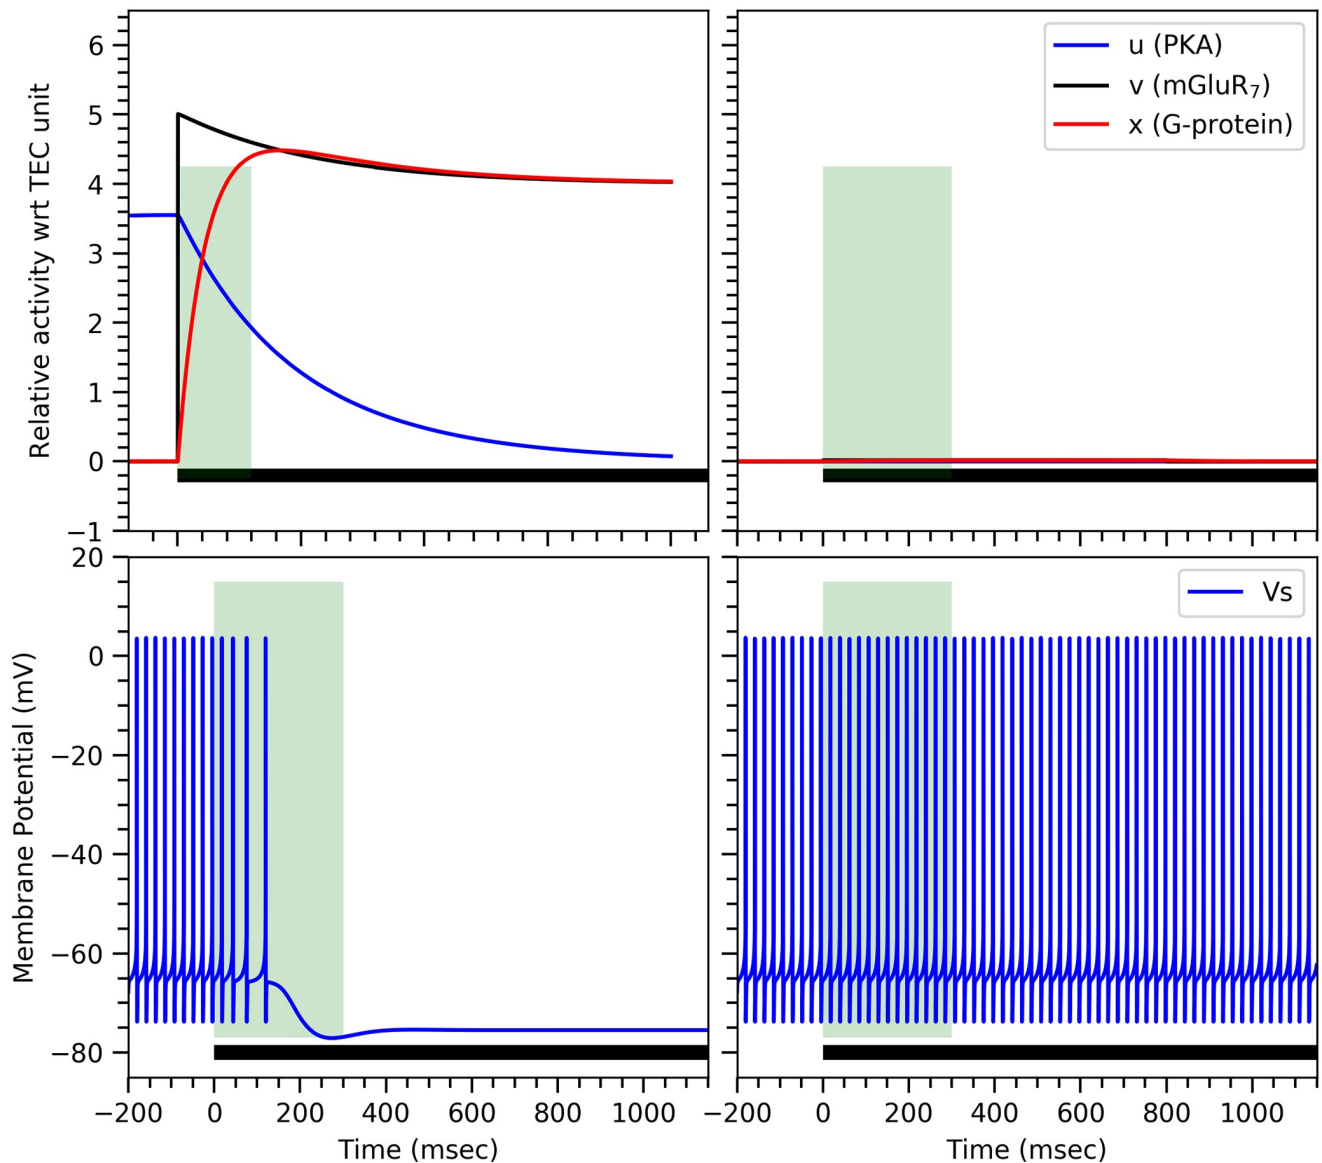 Relative activity wrt TEC unit
6
5
4
3
2
1
0
−1
u (PKA)
v (mGluR₇)
x (G-protein)
Membrane Potential (mV)
20
0
−20
−40
−60
−80
Vs
−200 0 200 400 600 800 1000
−200 0 200 400 600 800 1000
Time (msec)
Time (msec)